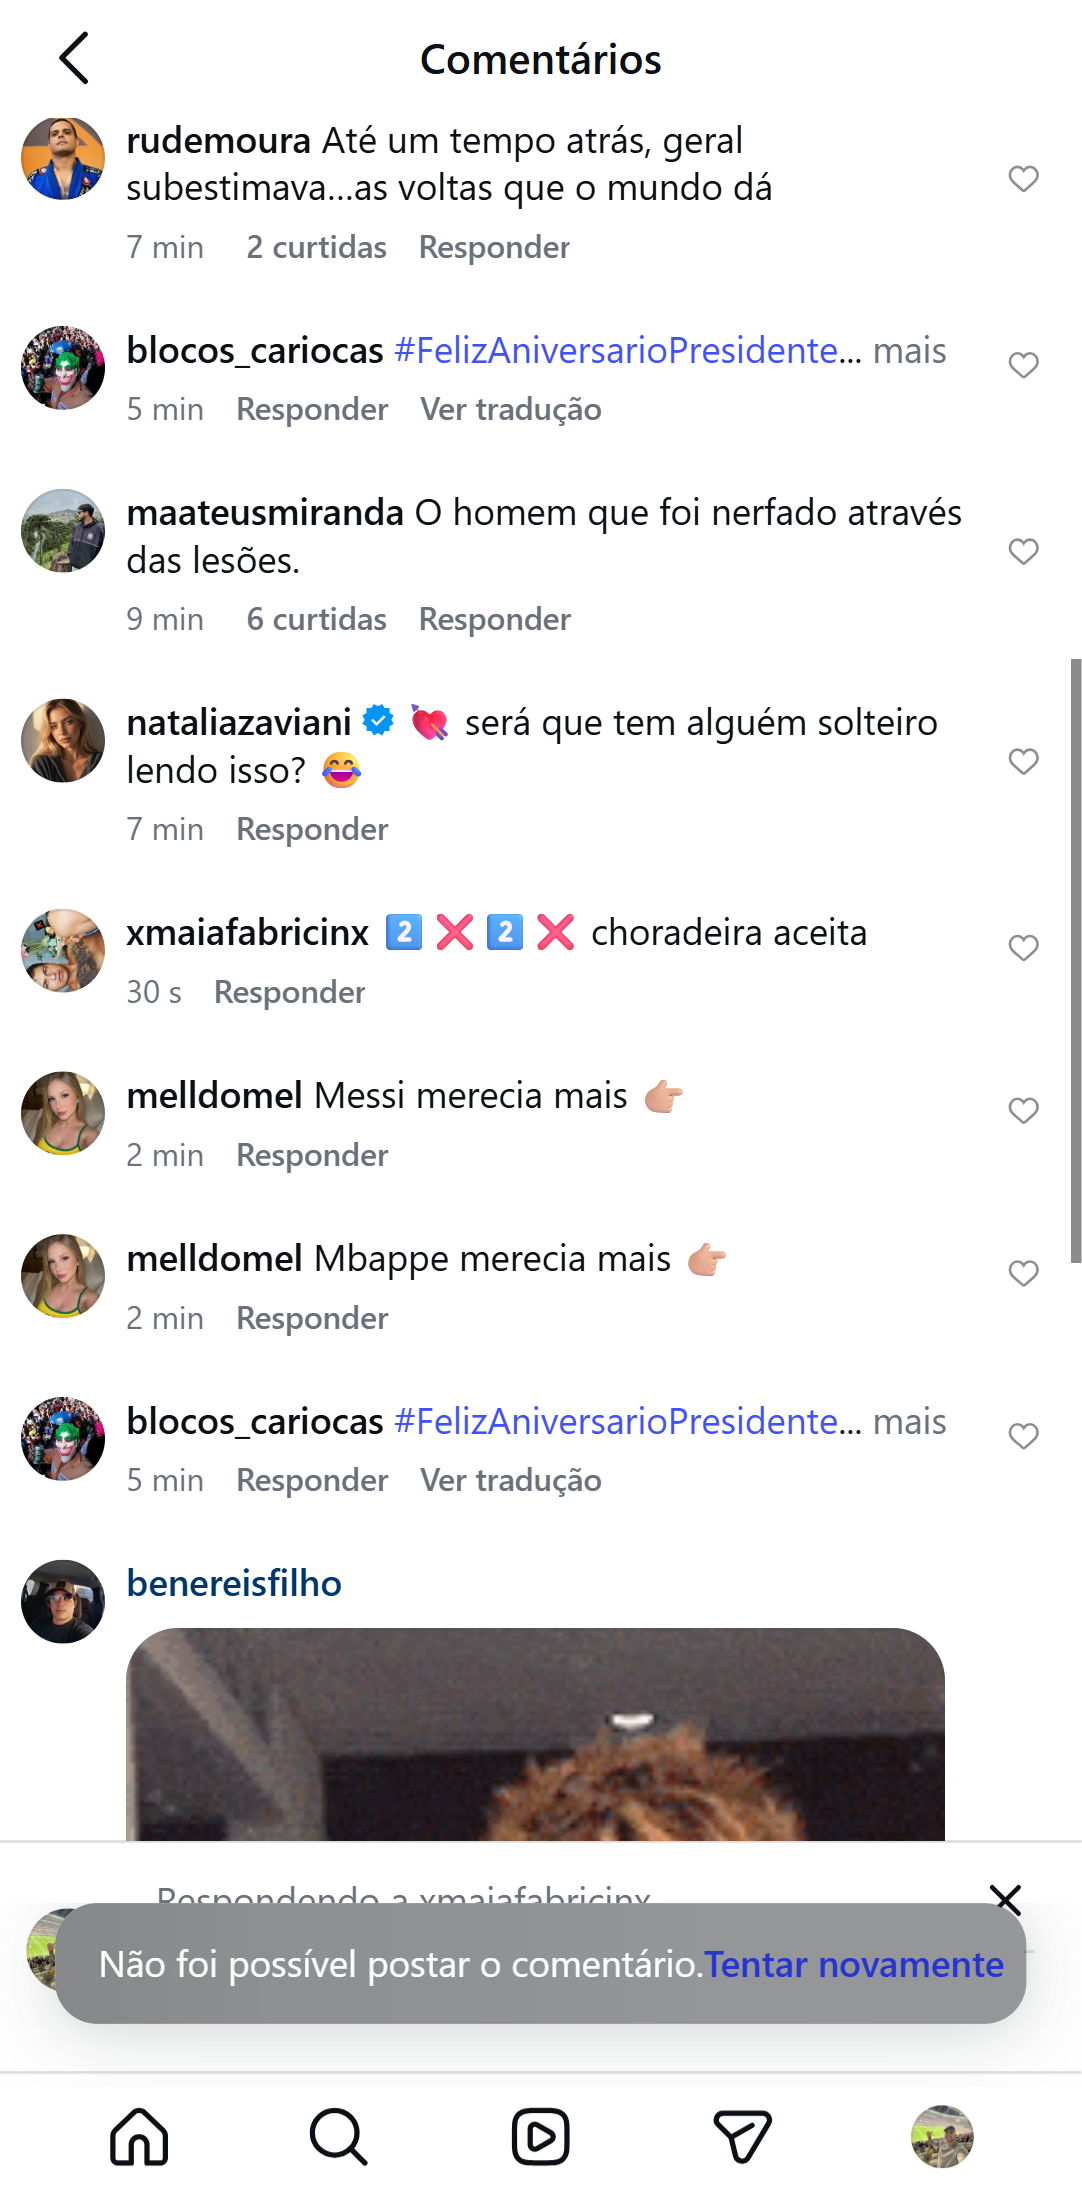 Comentários
rudemoura Até um tempo atrás, geral
subestimava...as voltas que o mundo dá
7 min 2 curtidas Responder
blocos_cariocas #FelizAniversarioPresidente... mais
5 min Responder Ver tradução
maateusmiranda O homem que foi nerfado através
das lesões.
9 min 6 curtidas Responder
nataliazaviani 💘 será que tem alguém solteiro
lendo isso? 😂
7 min Responder
xmaiafabricinx 2️⃣❌2️⃣❌ choradeira aceita
30 s Responder
melldomel Messi merecia mais 👉🏼
2 min Responder
melldomel Mbappe merecia mais 👉🏼
2 min Responder
blocos_cariocas #FelizAniversarioPresidente... mais
5 min Responder Ver tradução
benereisfilho
Respondendo a xmaiafabricinx
Não foi possível postar o comentário.Tentar novamente